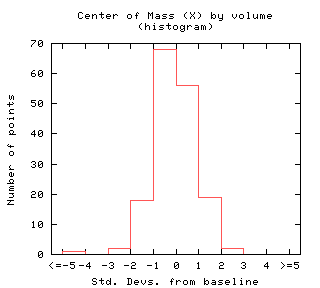 Center of Mass (X) by volume
(histogram)
70
60
50
40
30
20
10
0
Number of points
<=-5 -4 -3 -2 -1 0 1 2 3 4 >=5
Std. Devs. from baseline